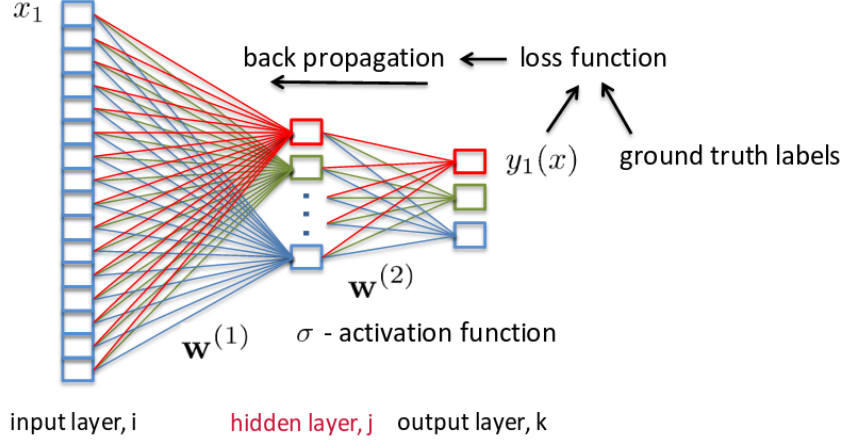 x₁
back propagation
loss function
y₁(x)
ground truth labels
w⁽²⁾
w⁽¹⁾
σ - activation function
input layer, i
hidden layer, j
output layer, k